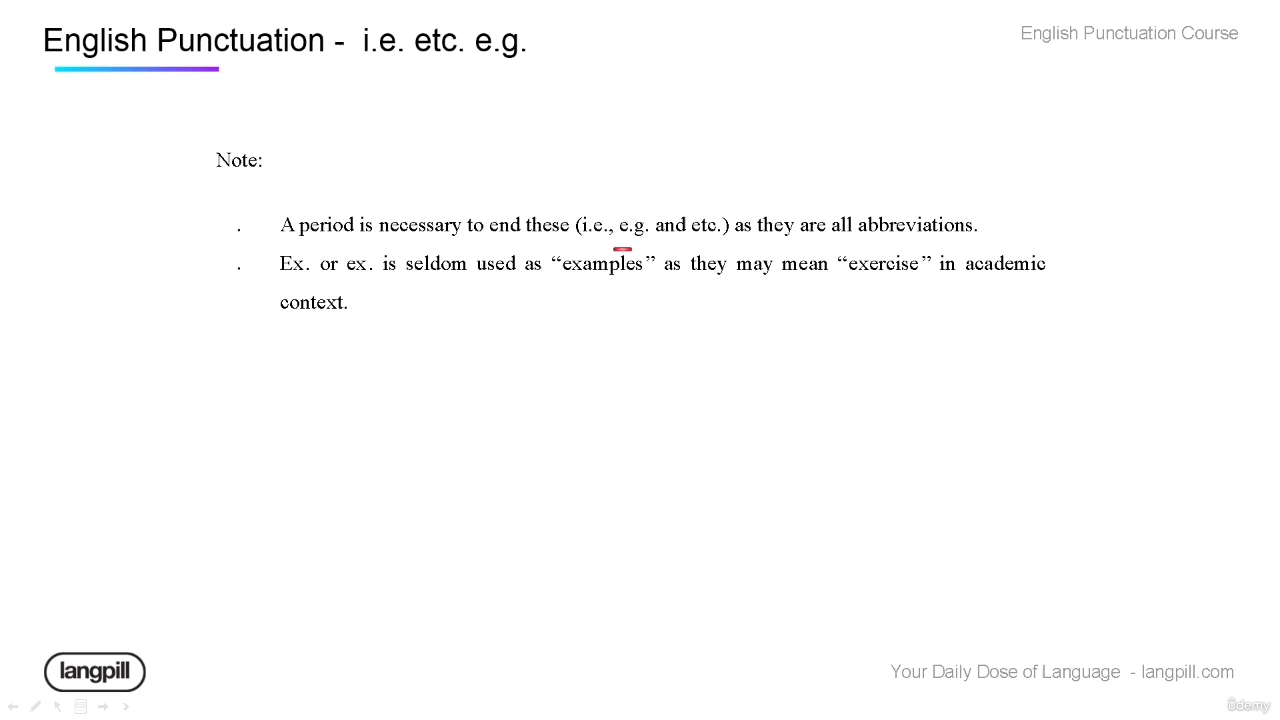 English Punctuation - i.e. etc. e.g.
English Punctuation Course
Note:
. A period is necessary to end these (i.e., e.g. and etc.) as they are all abbreviations.
. Ex. or ex. is seldom used as “examples” as they may mean “exercise” in academic
context.
langpill
Your Daily Dose of Language - langpill.com
ûdemy